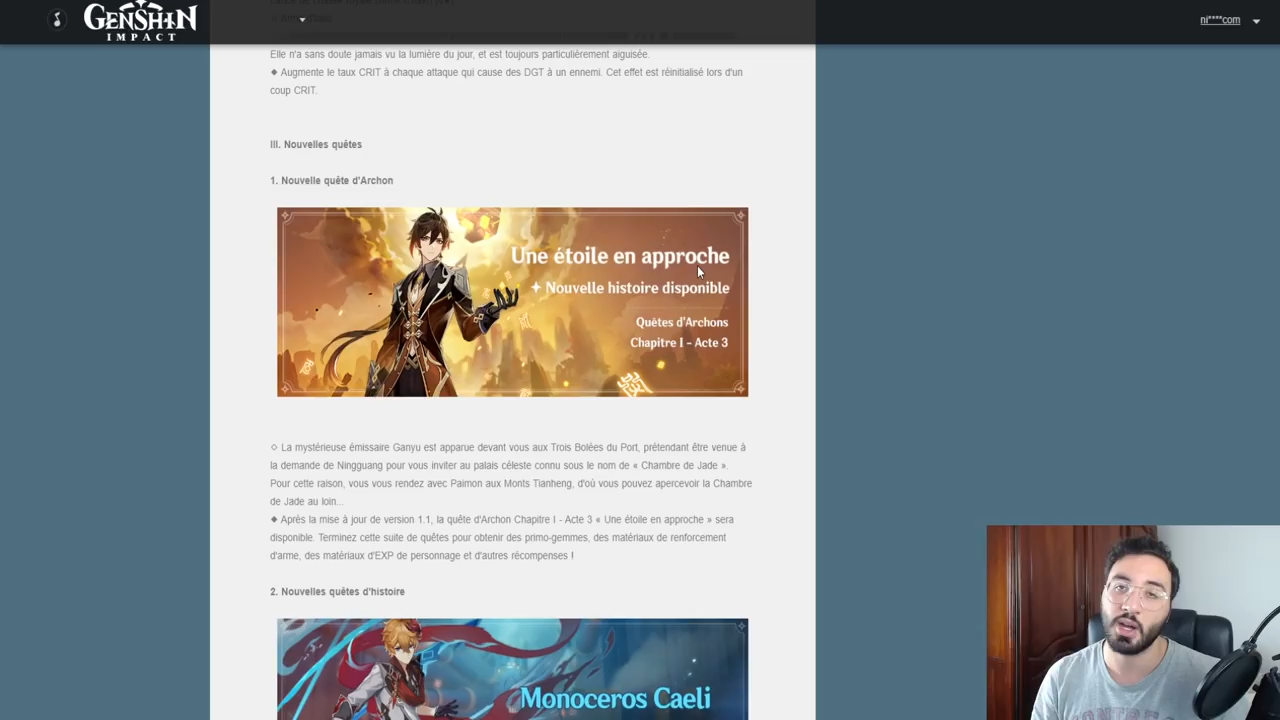 GENSHIN
IMPACT
ni****com
Elle n'a sans doute jamais vu la lumière du jour, et est toujours particulièrement aiguisée.
◆ Augmente le taux CRIT à chaque attaque qui cause des DGT à un ennemi. Cet effet est réinitialisé lors d'un
coup CRIT.
III. Nouvelles quêtes
1. Nouvelle quête d'Archon
Une étoile en approche
✦ Nouvelle histoire disponible
Quêtes d'Archons
Chapitre I - Acte 3
◇ La mystérieuse émissaire Ganyu est apparue devant vous aux Trois Bolées du Port, prétendant être venue à
la demande de Ningguang pour vous inviter au palais céleste connu sous le nom de « Chambre de Jade ».
Pour cette raison, vous vous rendez avec Paimon aux Monts Tianheng, d'où vous pouvez apercevoir la Chambre
de Jade au loin...
◆ Après la mise à jour de version 1.1, la quête d'Archon Chapitre I - Acte 3 « Une étoile en approche » sera
disponible. Terminez cette suite de quêtes pour obtenir des primo-gemmes, des matériaux de renforcement
d'arme, des matériaux d'EXP de personnage et d'autres récompenses !
2. Nouvelles quêtes d'histoire
Monoceros Caeli